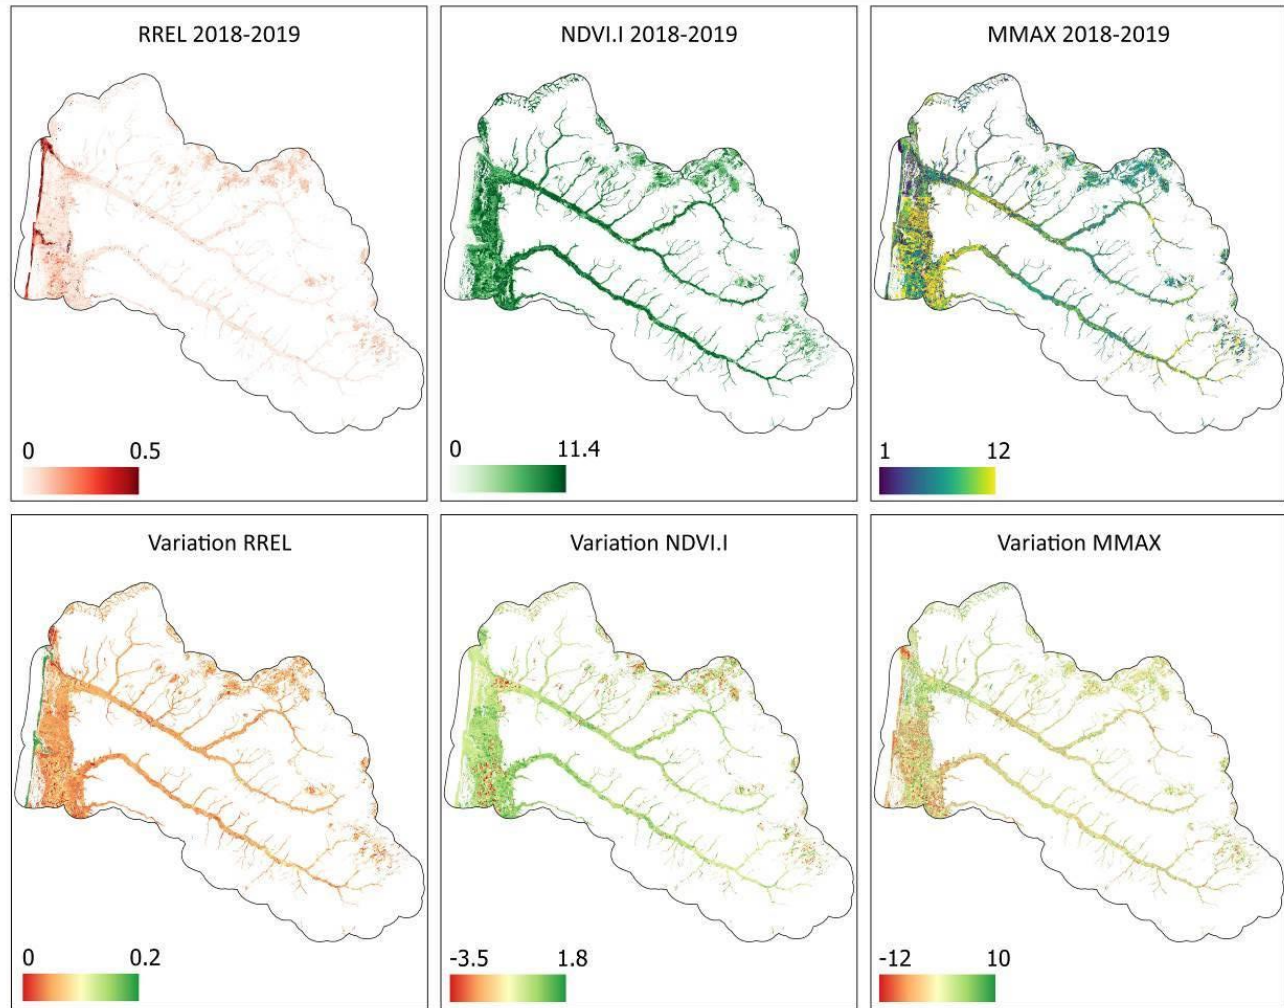 RREL 2018-2019
NDVI.I 2018-2019
MMAX 2018-2019
0 0.5
0 11.4
1 12
Variation RREL
Variation NDVI.I
Variation MMAX
0 0.2
-3.5 1.8
-12 10